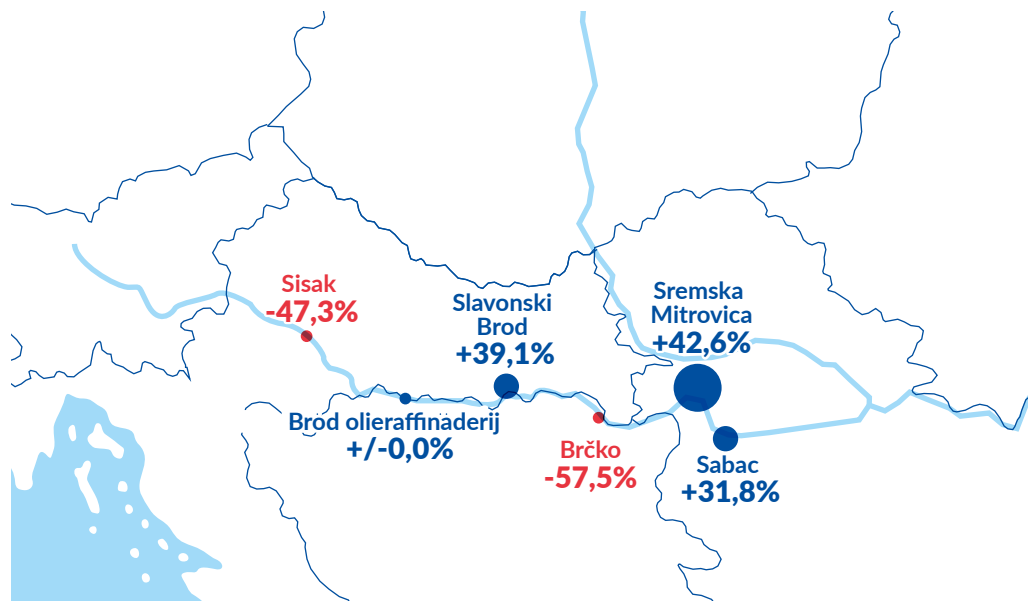 Sisak
-47,3%
Slavonski
Brod
+39,1%
Sremska
Mitrovica
+42,6%
Brod olieraffinaderij
+/-0,0%
Brčko
-57,5%
Sabac
+31,8%